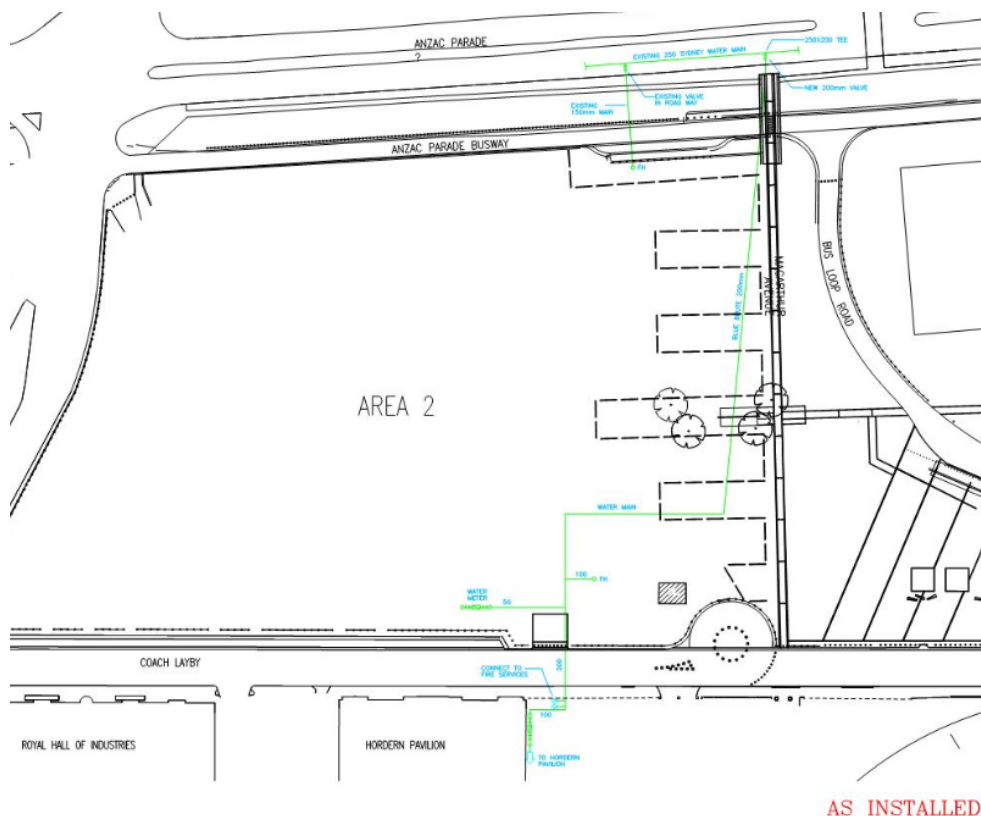 ANZAC PARADE
?
250X200 TEE
EXISTING 250 SYDNEY WATER MAIN
NEW 200mm VALVE
EXISTING VALVE
IN ROAD WAY
EXISTING
150mm MAIN
ANZAC PARADE BUSWAY
FH
MACARTHUR
AVENUE
BUS LOOP ROAD
BLUE BRUTE 200mm
AREA 2
WATER MAIN
100
FH
WATER
METER
50
COACH LAYBY
200
CONNECT TO
FIRE SERVICES
100
ROYAL HALL OF INDUSTRIES
HORDERN PAVILION
TO HORDERN
PAVILION
AS INSTALLED